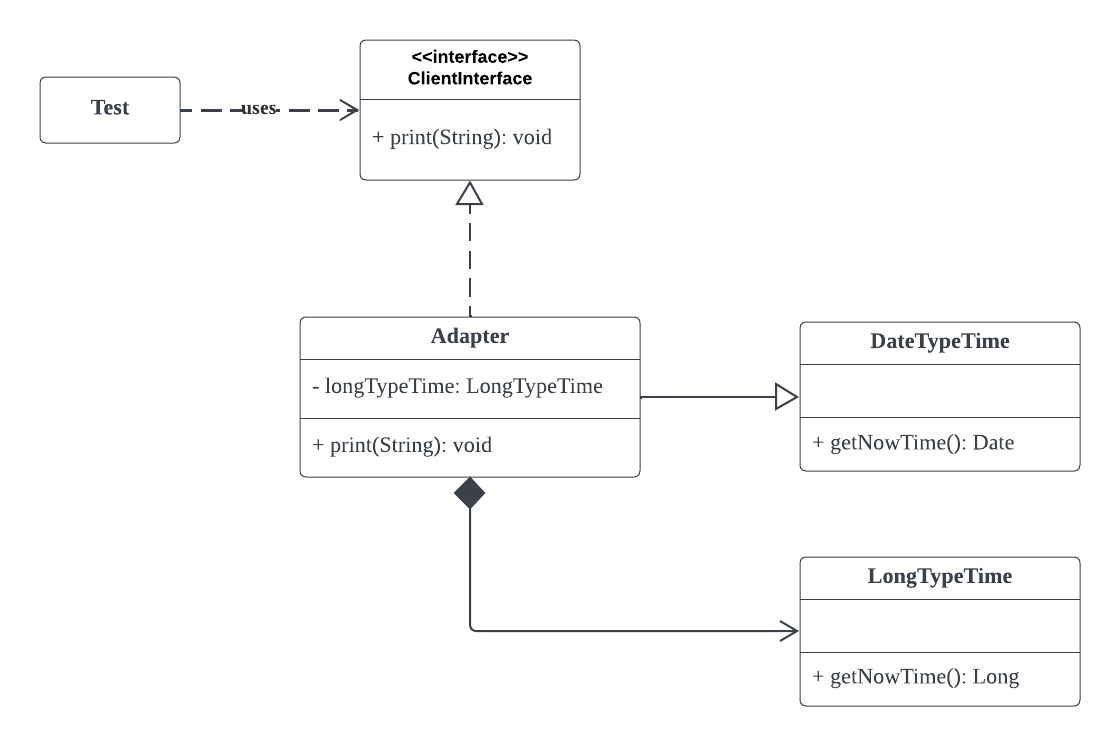 <<interface>>
ClientInterface
Test
uses
+ print(String): void
Adapter
- longTypeTime: LongTypeTime
+ print(String): void
DateTypeTime
+ getNowTime(): Date
LongTypeTime
+ getNowTime(): Long